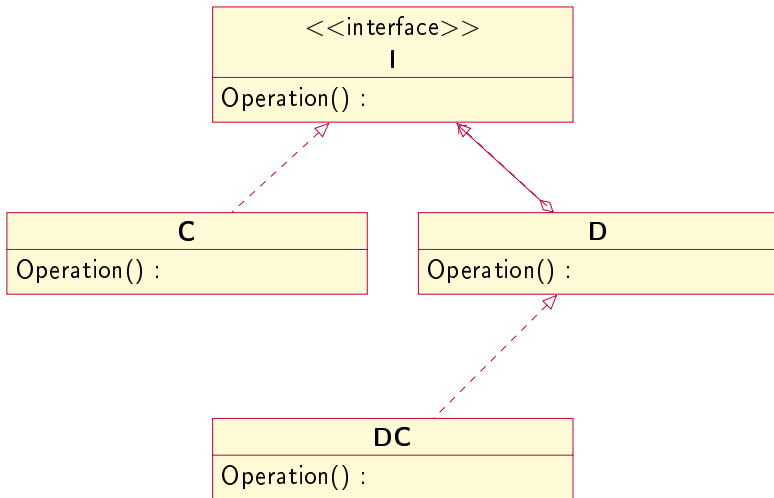 <<interface>>
I
Operation() :
C
Operation() :
D
Operation() :
DC
Operation() :